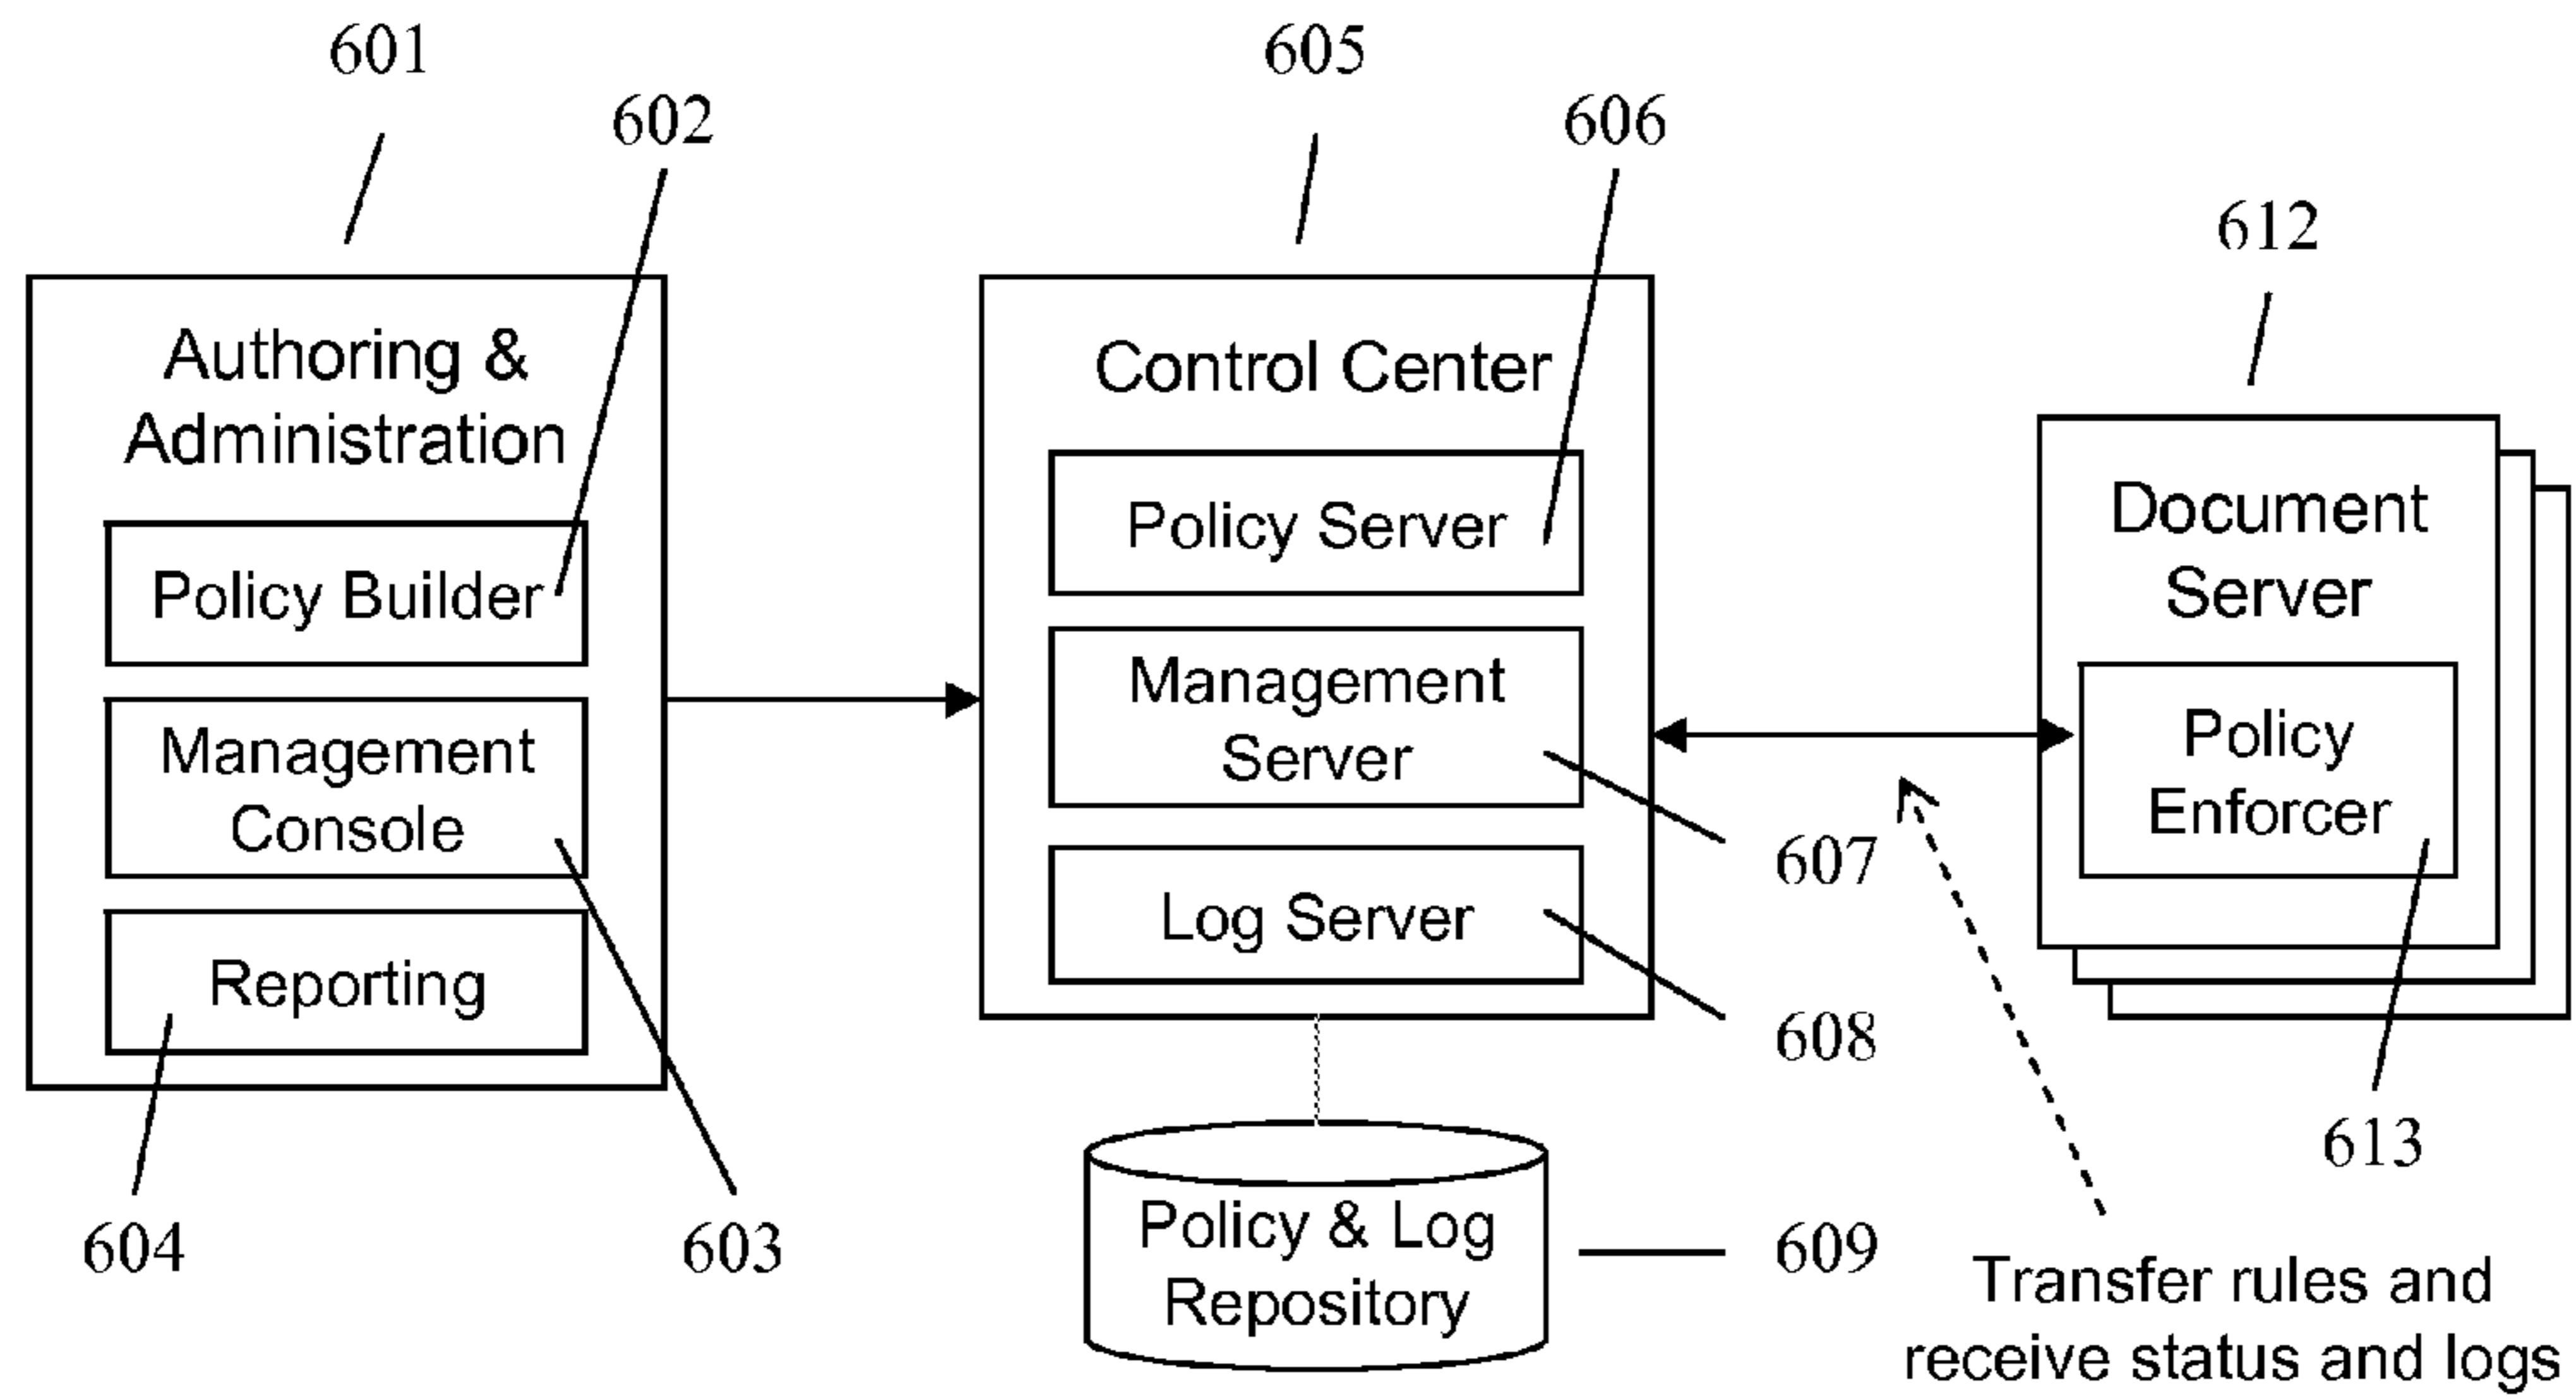 601
602
605
606
612
Authoring &
Administration
Policy Builder
Management
Console
Reporting
604
603
Control Center
Policy Server
Management
Server
Log Server
607
608
Policy & Log
Repository
609
Document
Server
Policy
Enforcer
613
Transfer rules and
receive status and logs